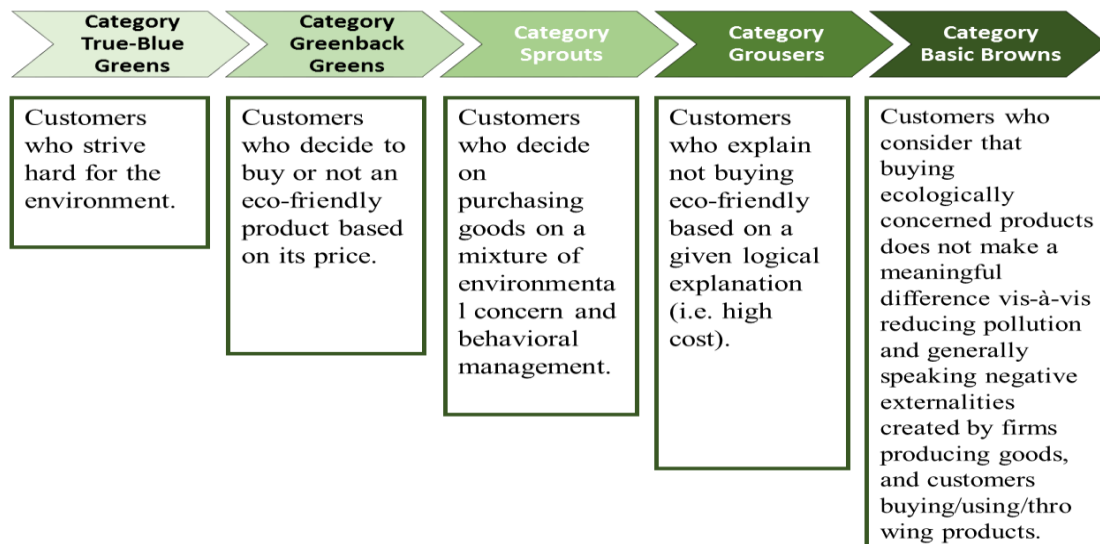 Category
True-Blue
Greens
Category
Greenback
Greens
Category
Sprouts
Category
Grousers
Category
Basic Browns
Customers
who strive
hard for the
environment.
Customers
who decide to
buy or not an
eco-friendly
product based
on its price.
Customers
who decide
on
purchasing
goods on a
mixture of
environmenta
l concern and
behavioral
management.
Customers
who explain
not buying
eco-friendly
based on a
given logical
explanation
(i.e. high
cost).
Customers who
consider that
buying
ecologically
concerned products
does not make a
meaningful
difference vis-à-vis
reducing pollution
and generally
speaking negative
externalities
created by firms
producing goods,
and customers
buying/using/thro
wing products.